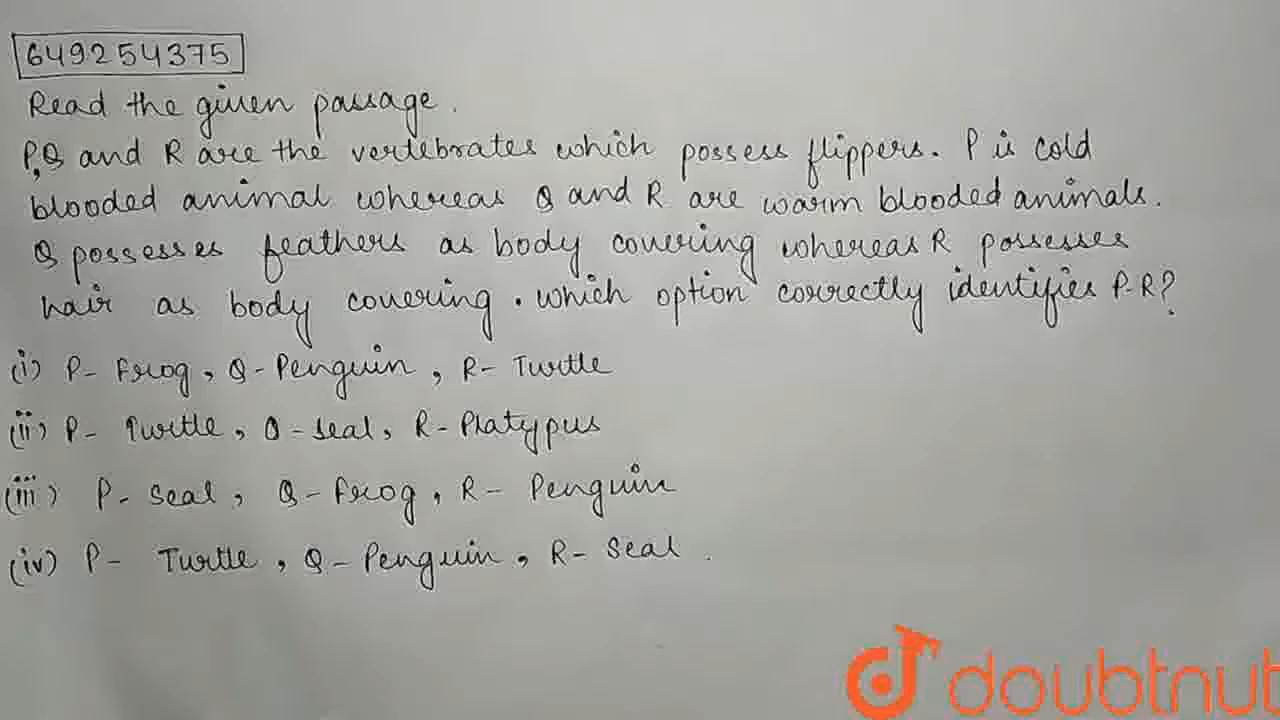 649254375
Read the given passage.
P,Q and R are the vertebrates which possess flippers. P is cold
blooded animal whereas Q and R are warm blooded animals.
Q possesses feathers as body covering whereas R possesses
hair as body covering. which option correctly identifies P-R?
(i) P- Frog, Q-Penguin, R- Turtle
(ii) P- Turtle, Q-seal, R-Platypus
(iii) P- Seal, Q-Frog, R- Penguin
(iv) P- Turtle, Q-Penguin, R- Seal.
doubtnut